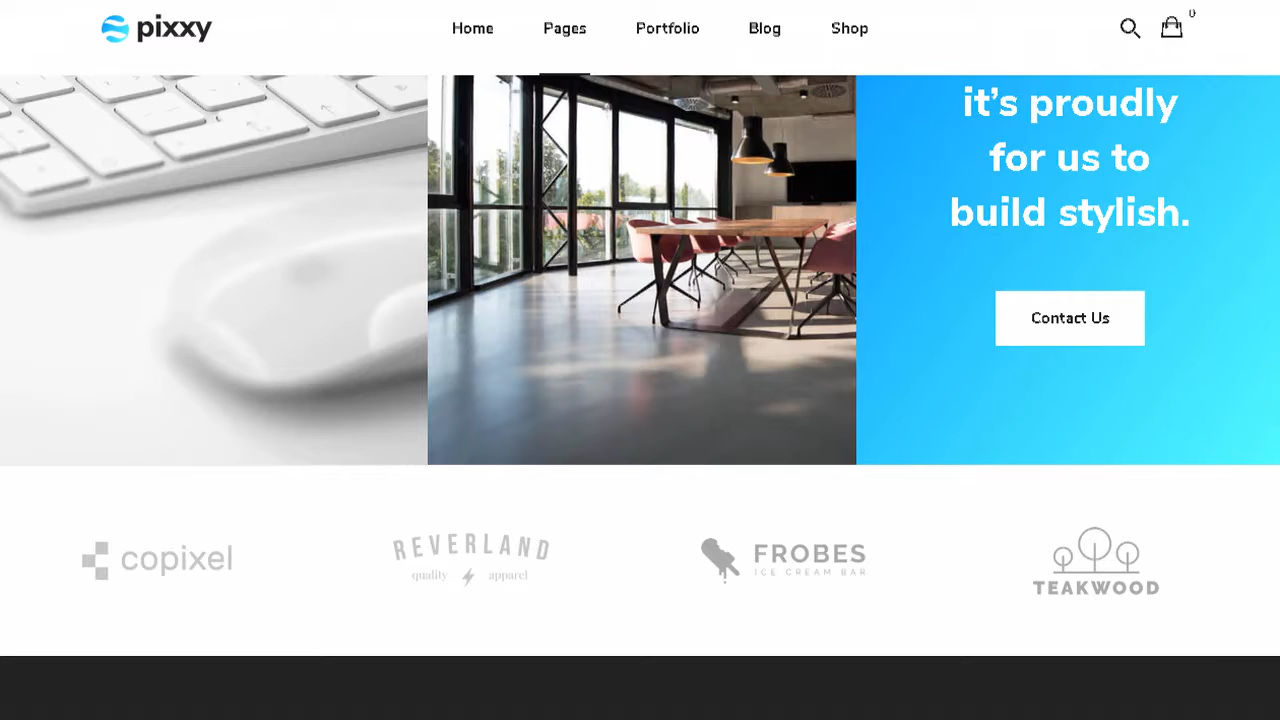 pixxy
Home Pages Portfolio Blog Shop
0
it's proudly
for us to
build stylish.
Contact Us
copixel
REVERLAND
quality apparel
FROBES
ICE CREAM BAR
TEAKWOOD